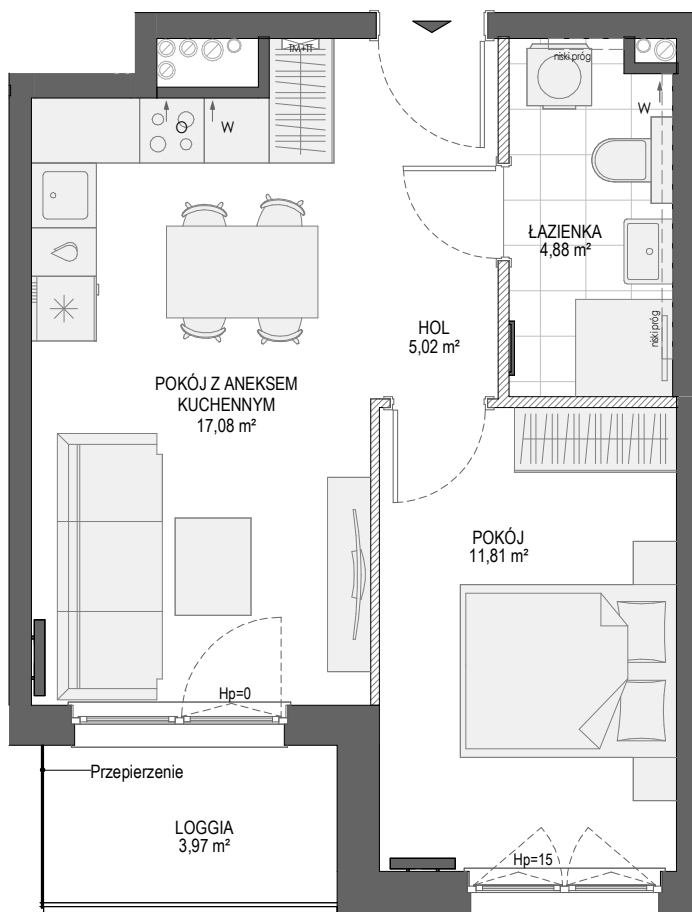 TM+TT
niski próg
W
W
ŁAZIENKA
4,88 m²
HOL
5,02 m²
niski próg
POKÓJ Z ANEKSEM
KUCHENNYM
17,08 m²
POKÓJ
11,81 m²
Hp=0
Przepierzenie
LOGGIA
3,97 m²
Hp=15